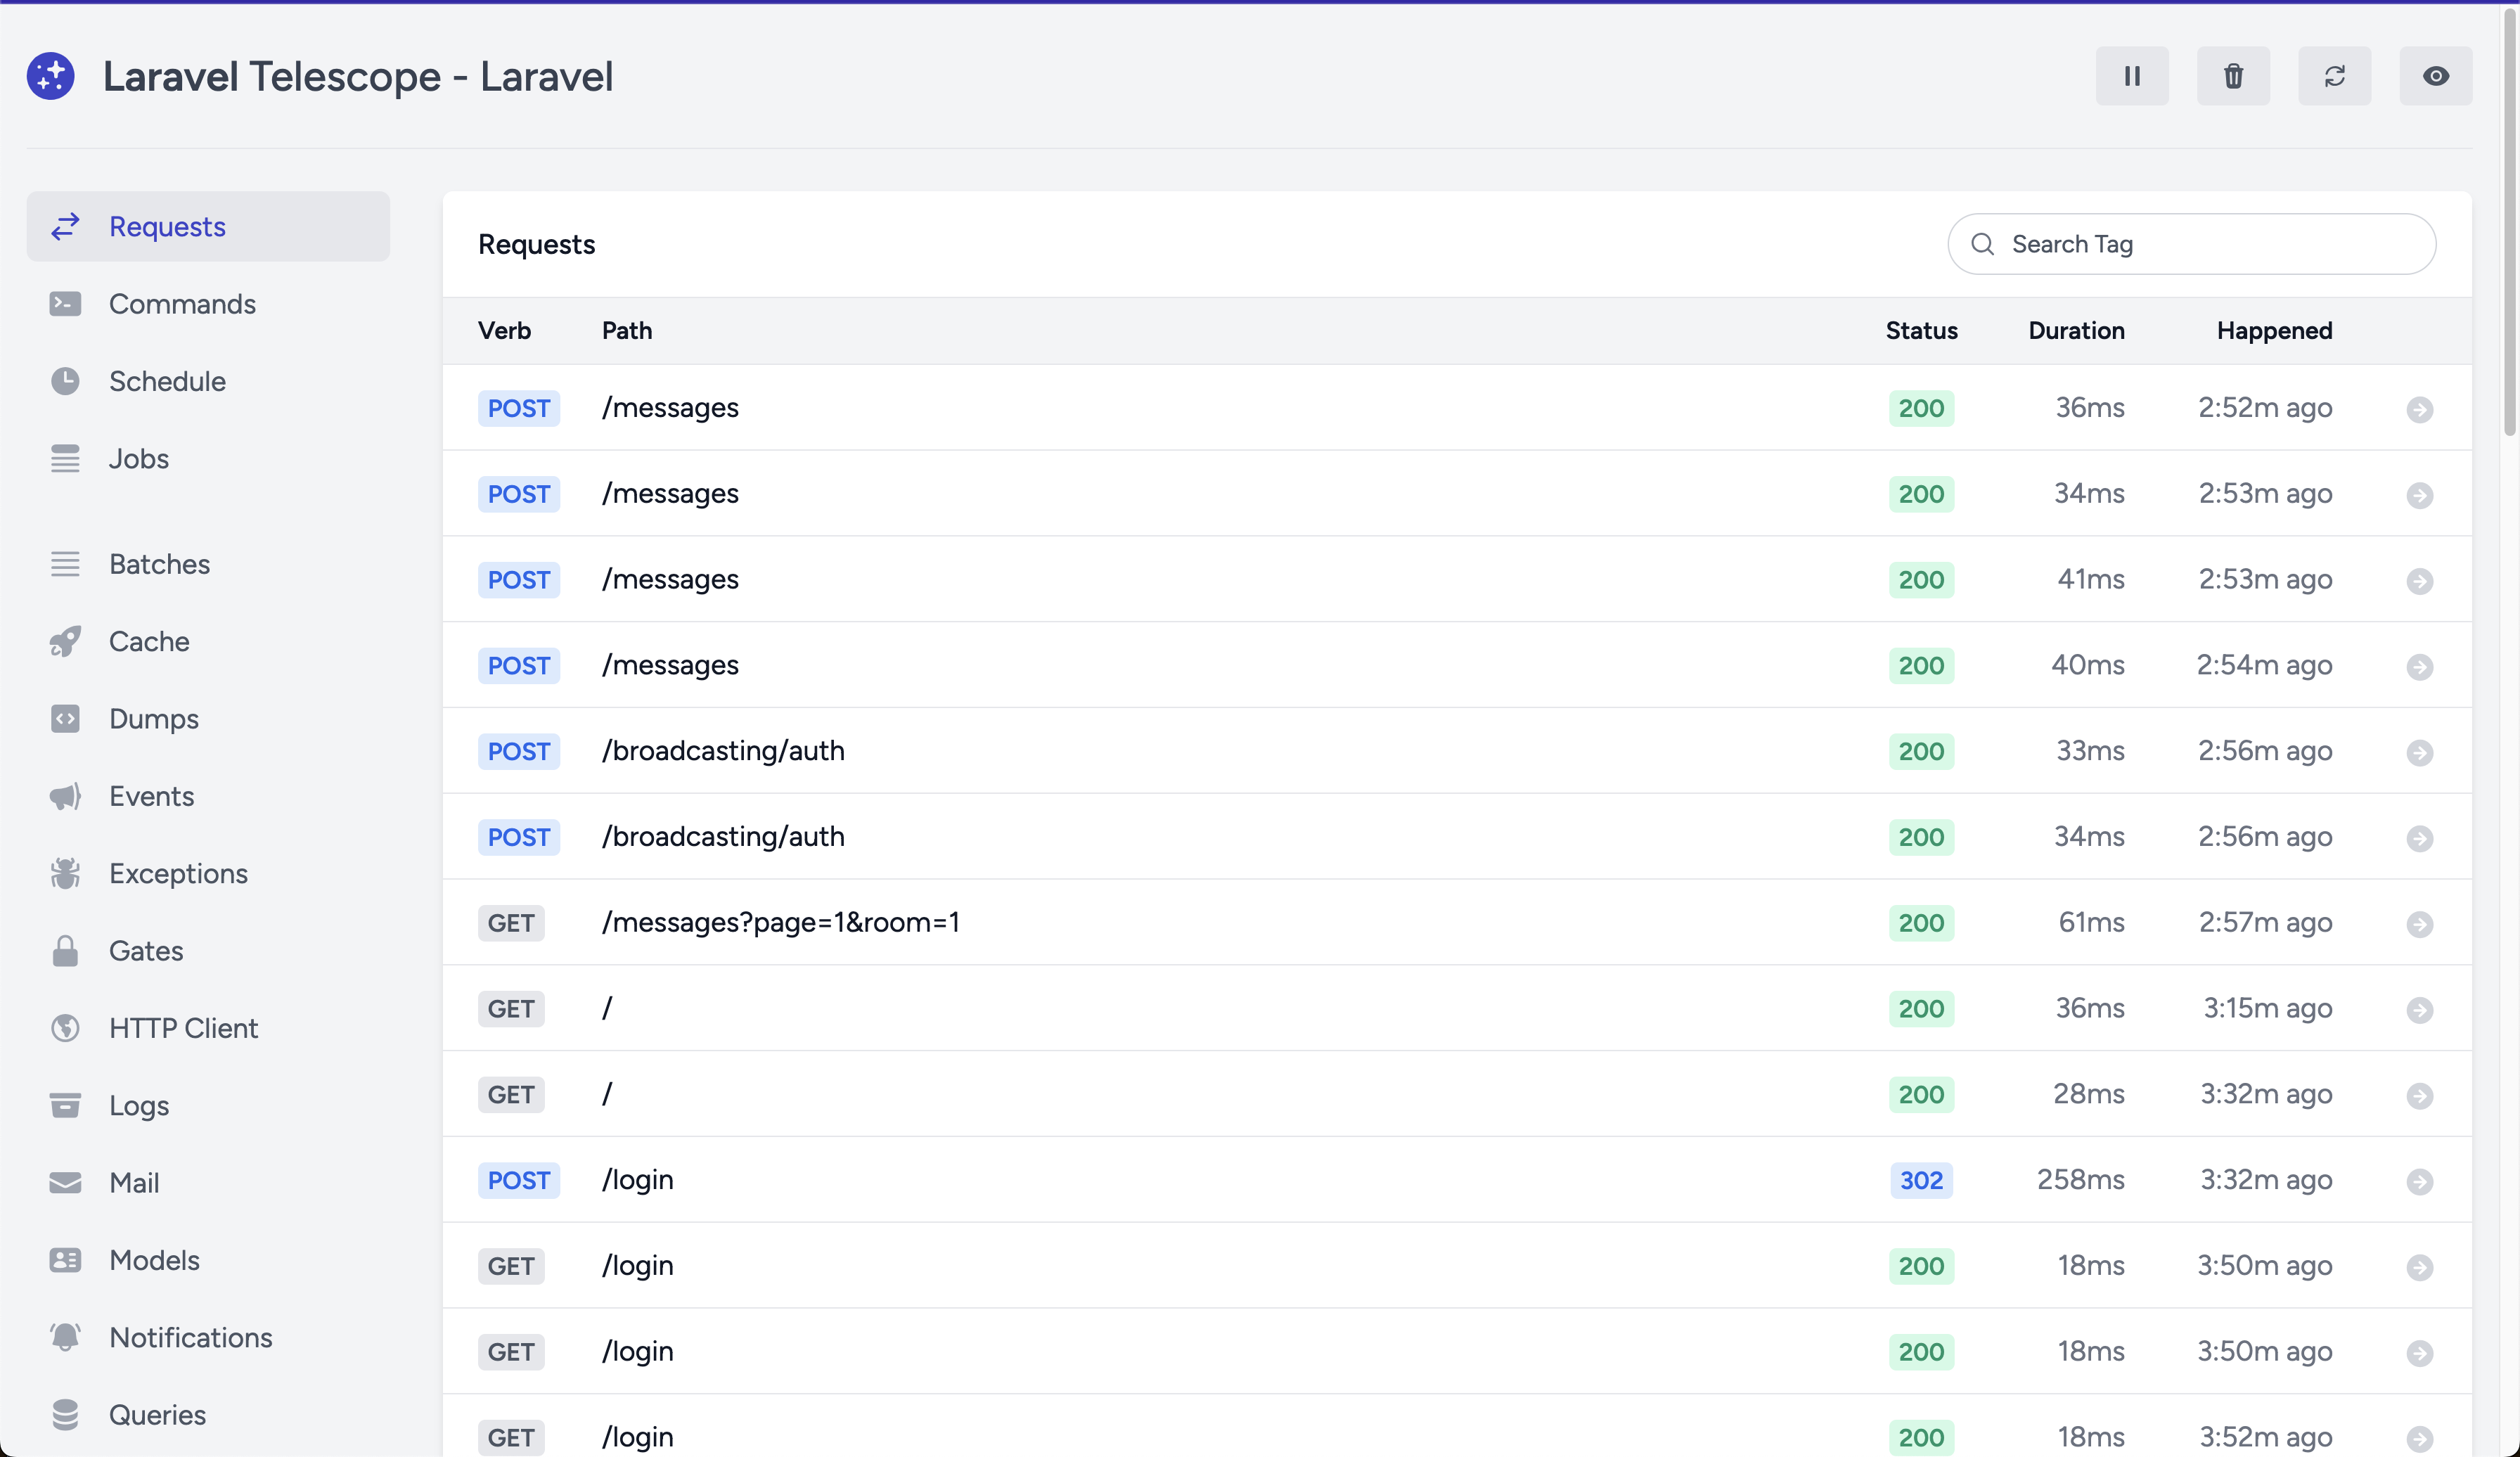 Laravel Telescope - Laravel
Requests
Commands
Schedule
Jobs
Batches
Cache
Dumps
Events
Exceptions
Gates
HTTP Client
Logs
Mail
Models
Notifications
Queries
Requests
Search Tag
Verb Path Status Duration Happened
POST /messages 200 36ms 2:52m ago
POST /messages 200 34ms 2:53m ago
POST /messages 200 41ms 2:53m ago
POST /messages 200 40ms 2:54m ago
POST /broadcasting/auth 200 33ms 2:56m ago
POST /broadcasting/auth 200 34ms 2:56m ago
GET /messages?page=1&room=1 200 61ms 2:57m ago
GET / 200 36ms 3:15m ago
GET / 200 28ms 3:32m ago
POST /login 302 258ms 3:32m ago
GET /login 200 18ms 3:50m ago
GET /login 200 18ms 3:50m ago
GET /login 200 18ms 3:52m ago